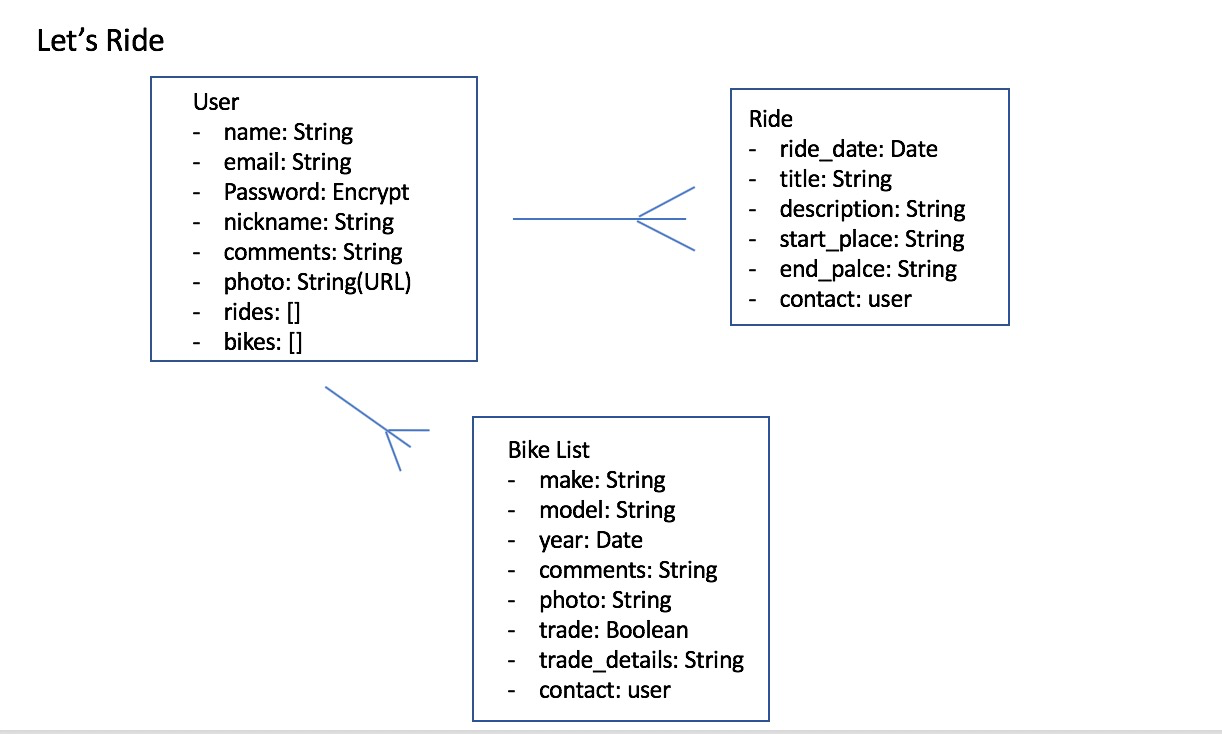 Let's Ride
User
- name: String
- email: String
- Password: Encrypt
- nickname: String
- comments: String
- photo: String(URL)
- rides: []
- bikes: []
Ride
- ride_date: Date
- title: String
- description: String
- start_place: String
- end_palce: String
- contact: user
Bike List
- make: String
- model: String
- year: Date
- comments: String
- photo: String
- trade: Boolean
- trade_details: String
- contact: user